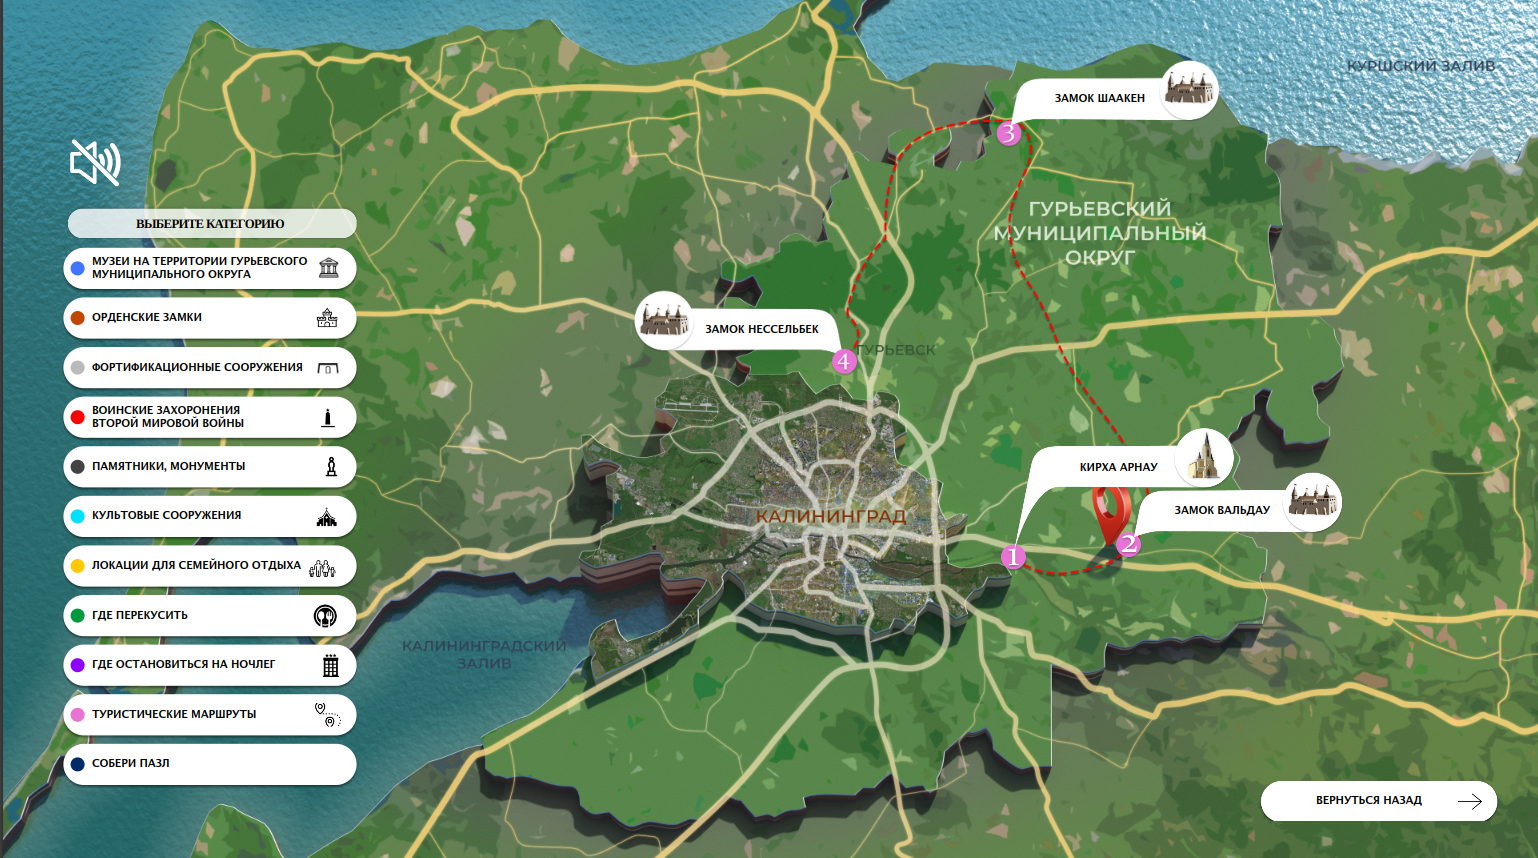 КУРШСКИЙ ЗАЛИВ
ЗАМОК ШААКЕН
3
ГУРЬЕВСКИЙ
МУНИЦИПАЛЬНЫЙ
ОКРУГ
ВЫБЕРИТЕ КАТЕГОРИЮ
МУЗЕИ НА ТЕРРИТОРИИ ГУРЬЕВСКОГО
МУНИЦИПАЛЬНОГО ОКРУГА
ОРДЕНСКИЕ ЗАМКИ
ФОРТИФИКАЦИОННЫЕ СООРУЖЕНИЯ
ВОИНСКИЕ ЗАХОРОНЕНИЯ
ВТОРОЙ МИРОВОЙ ВОЙНЫ
ПАМЯТНИКИ, МОНУМЕНТЫ
КУЛЬТОВЫЕ СООРУЖЕНИЯ
ЛОКАЦИИ ДЛЯ СЕМЕЙНОГО ОТДЫХА
ГДЕ ПЕРЕКУСИТЬ
ГДЕ ОСТАНОВИТЬСЯ НА НОЧЛЕГ
ТУРИСТИЧЕСКИЕ МАРШРУТЫ
СОБЕРИ ПАЗЛ
ЗАМОК НЕССЕЛЬБЕК
4
ГУРЬЕВСК
КИРХА АРНАУ
ЗАМОК ВАЛЬДАУ
КАЛИНИНГРАД
1
2
КАЛИНИНГРАДСКИЙ
ЗАЛИВ
ВЕРНУТЬСЯ НАЗАД